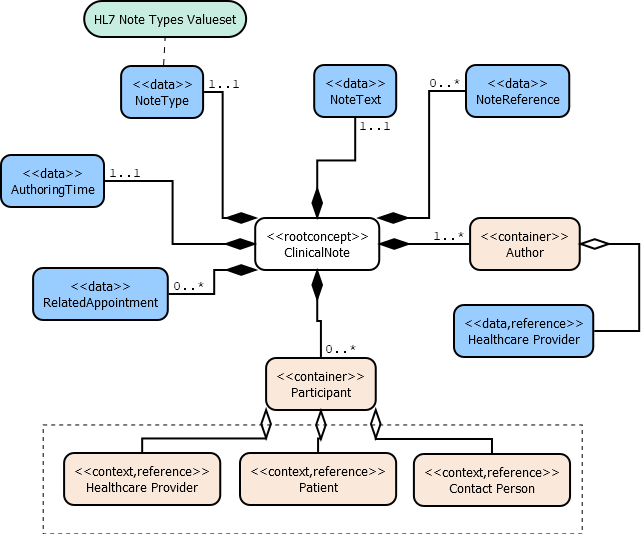 HL7 Note Types Valueset
<<data>>
NoteType
1..1
<<data>>
NoteText
1..1
0..*
<<data>>
NoteReference
<<data>>
AuthoringTime
1..1
<<rootconcept>>
ClinicalNote
1..*
<<container>>
Author
<<data>>
RelatedAppointment
0..*
<<data,reference>>
Healthcare Provider
0..*
<<container>>
Participant
<<context,reference>>
Healthcare Provider
<<context,reference>>
Patient
<<context,reference>>
Contact Person